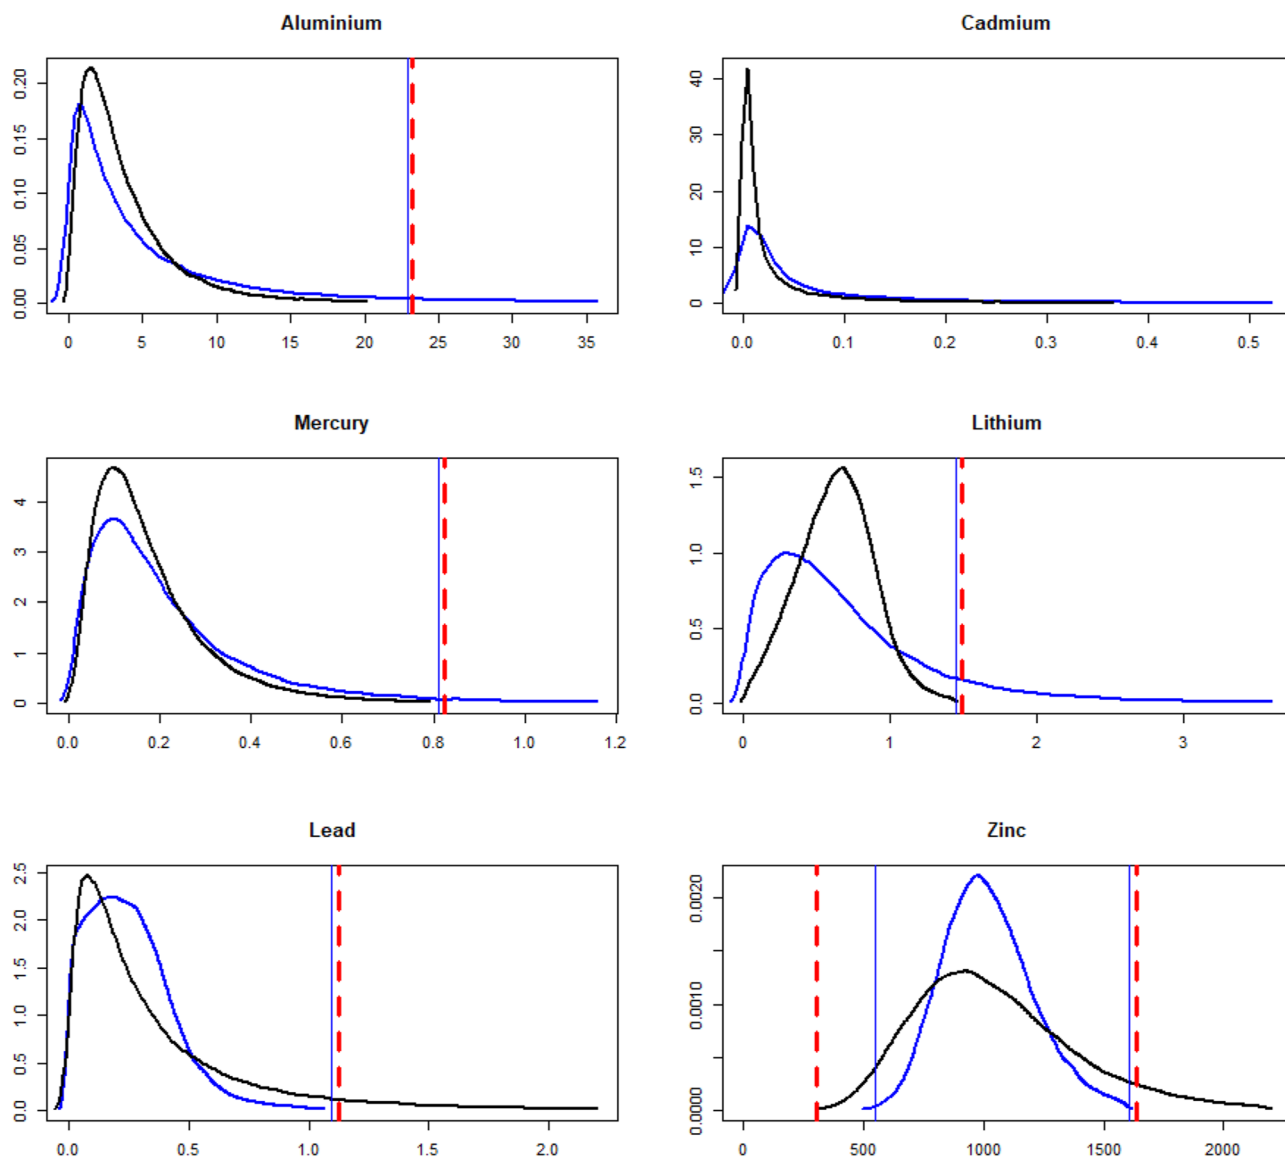 Aluminium
0.00 0.05 0.10 0.15 0.20
0 5 10 15 20 25 30 35
Cadmium
0 10 20 30 40
0.0 0.1 0.2 0.3 0.4 0.5
Mercury
0 1 2 3 4
0.0 0.2 0.4 0.6 0.8 1.0 1.2
Lithium
0.0 0.5 1.0 1.5
0 1 2 3
Lead
0.0 0.5 1.0 1.5 2.0 2.5
0.0 0.5 1.0 1.5 2.0
Zinc
0.0000 0.0010 0.0020
0 500 1000 1500 2000